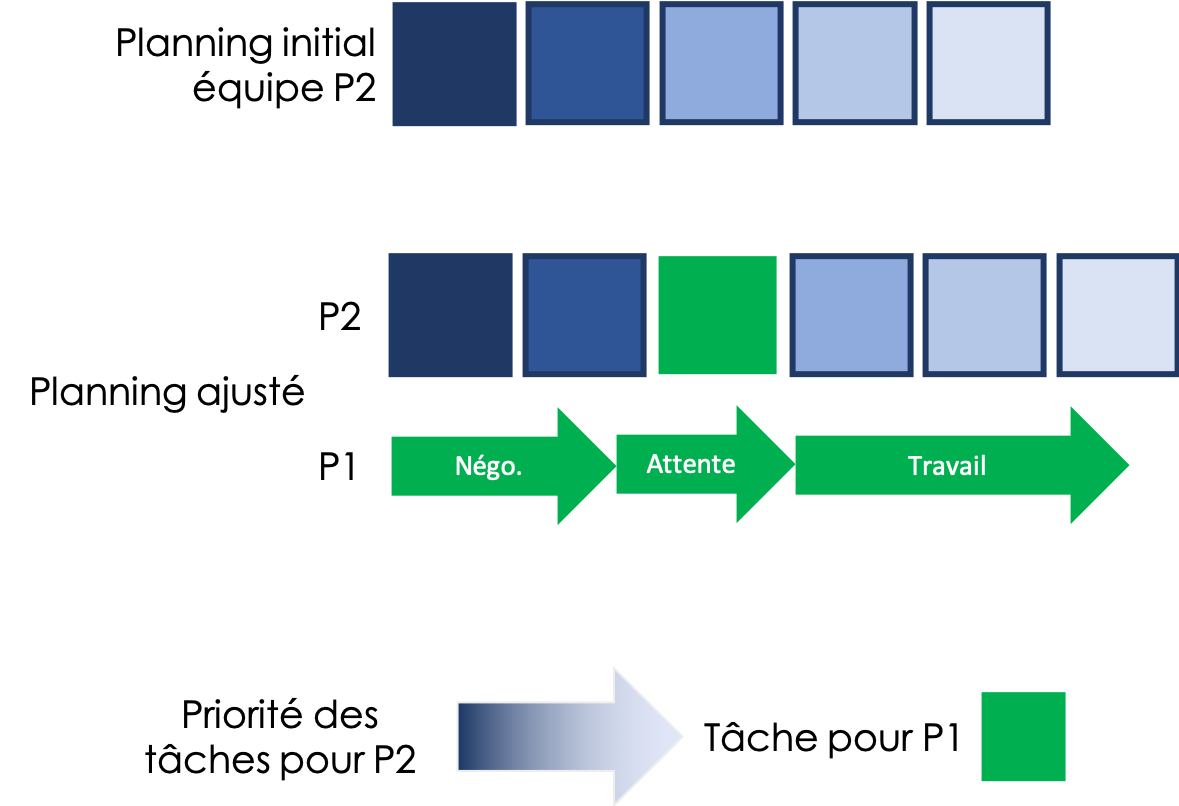 Planning initial
équipe P2
P2
Planning ajusté
P1
Négo.
Attente
Travail
Priorité des
tâches pour P2
Tâche pour P1